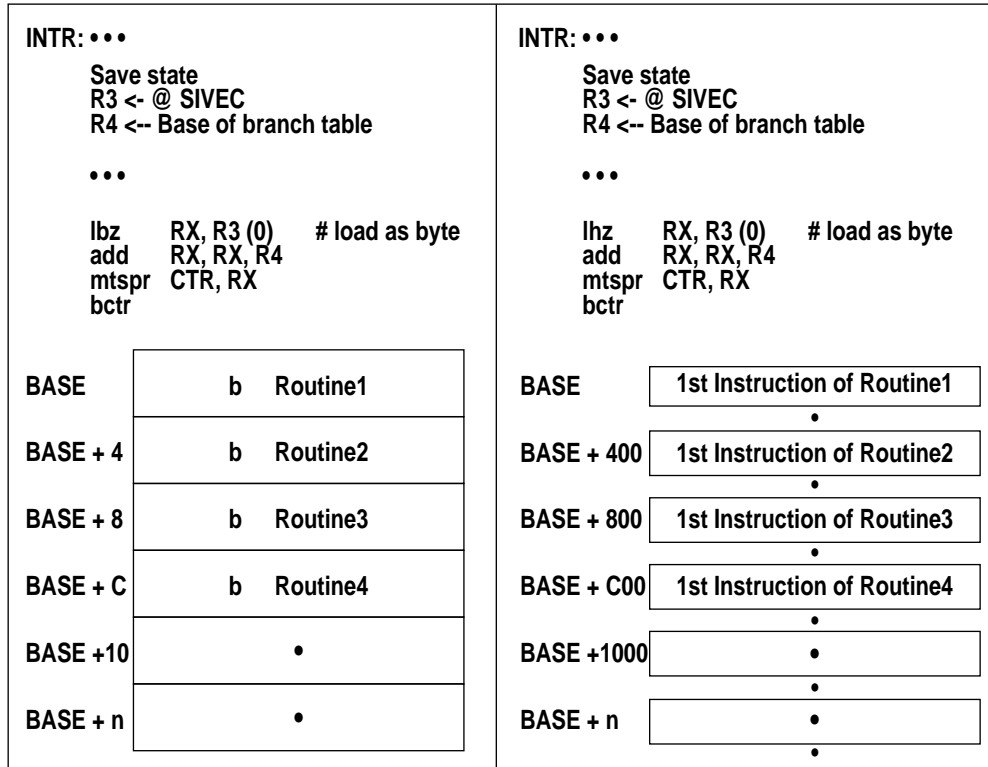 INTR: • • •
Save state
R3 <- @ SIVEC
R4 <-- Base of branch table
• • •
lbz RX, R3 (0) # load as byte
add RX, RX, R4
mtspr CTR, RX
bctr
BASE b Routine1
BASE + 4 b Routine2
BASE + 8 b Routine3
BASE + C b Routine4
BASE +10 •
BASE + n •
INTR: • • •
Save state
R3 <- @ SIVEC
R4 <-- Base of branch table
• • •
lhz RX, R3 (0) # load as byte
add RX, RX, R4
mtspr CTR, RX
bctr
BASE 1st Instruction of Routine1
•
BASE + 400 1st Instruction of Routine2
•
BASE + 800 1st Instruction of Routine3
•
BASE + C00 1st Instruction of Routine4
•
BASE +1000 •
•
BASE + n •
•